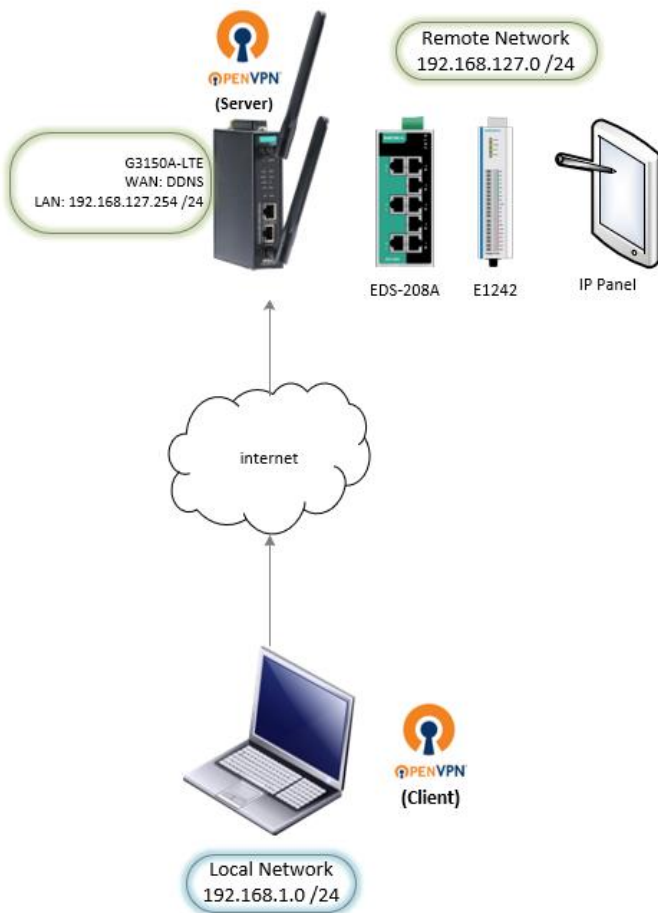 OPENVPN
(Server)
Remote Network
192.168.127.0 /24
G3150A-LTE
WAN: DDNS
LAN: 192.168.127.254 /24
EDS-208A
E1242
IP Panel
internet
OPENVPN
(Client)
Local Network
192.168.1.0 /24